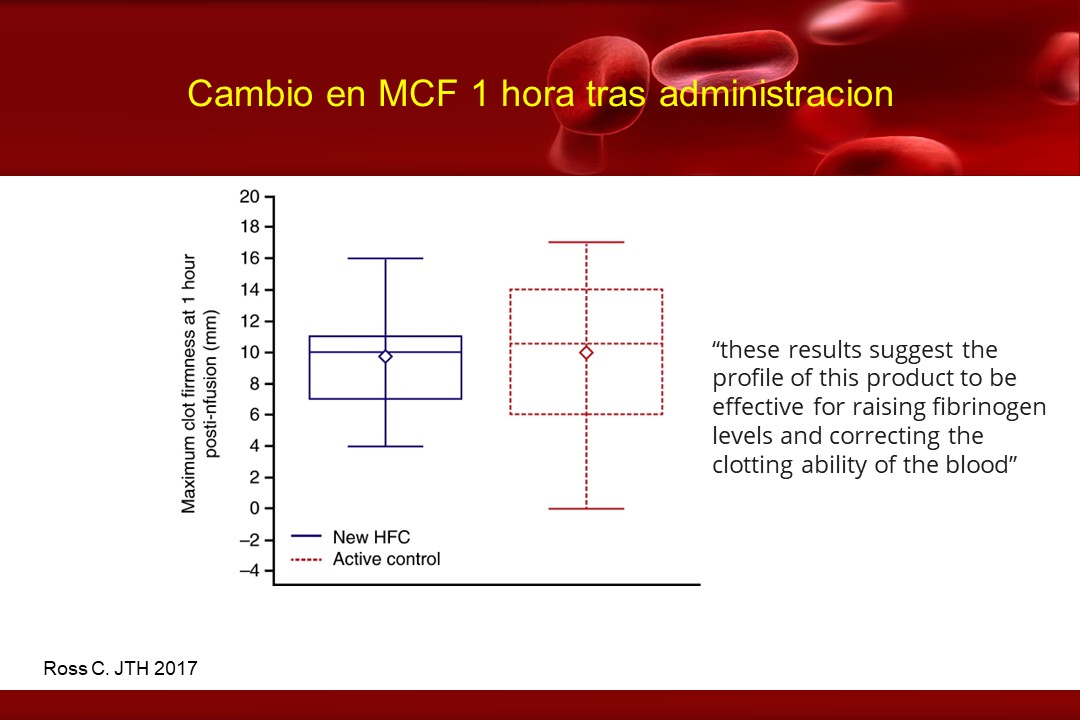 Cambio en MCF 1 hora tras administracion
20
18
16
14
12
10
8
6
4
2
0
–2
–4
Maximum clot firmness at 1 hour
posti-nfusion (mm)
New HFC
Active control
“these results suggest the
profile of this product to be
effective for raising fibrinogen
levels and correcting the
clotting ability of the blood”
Ross C. JTH 2017